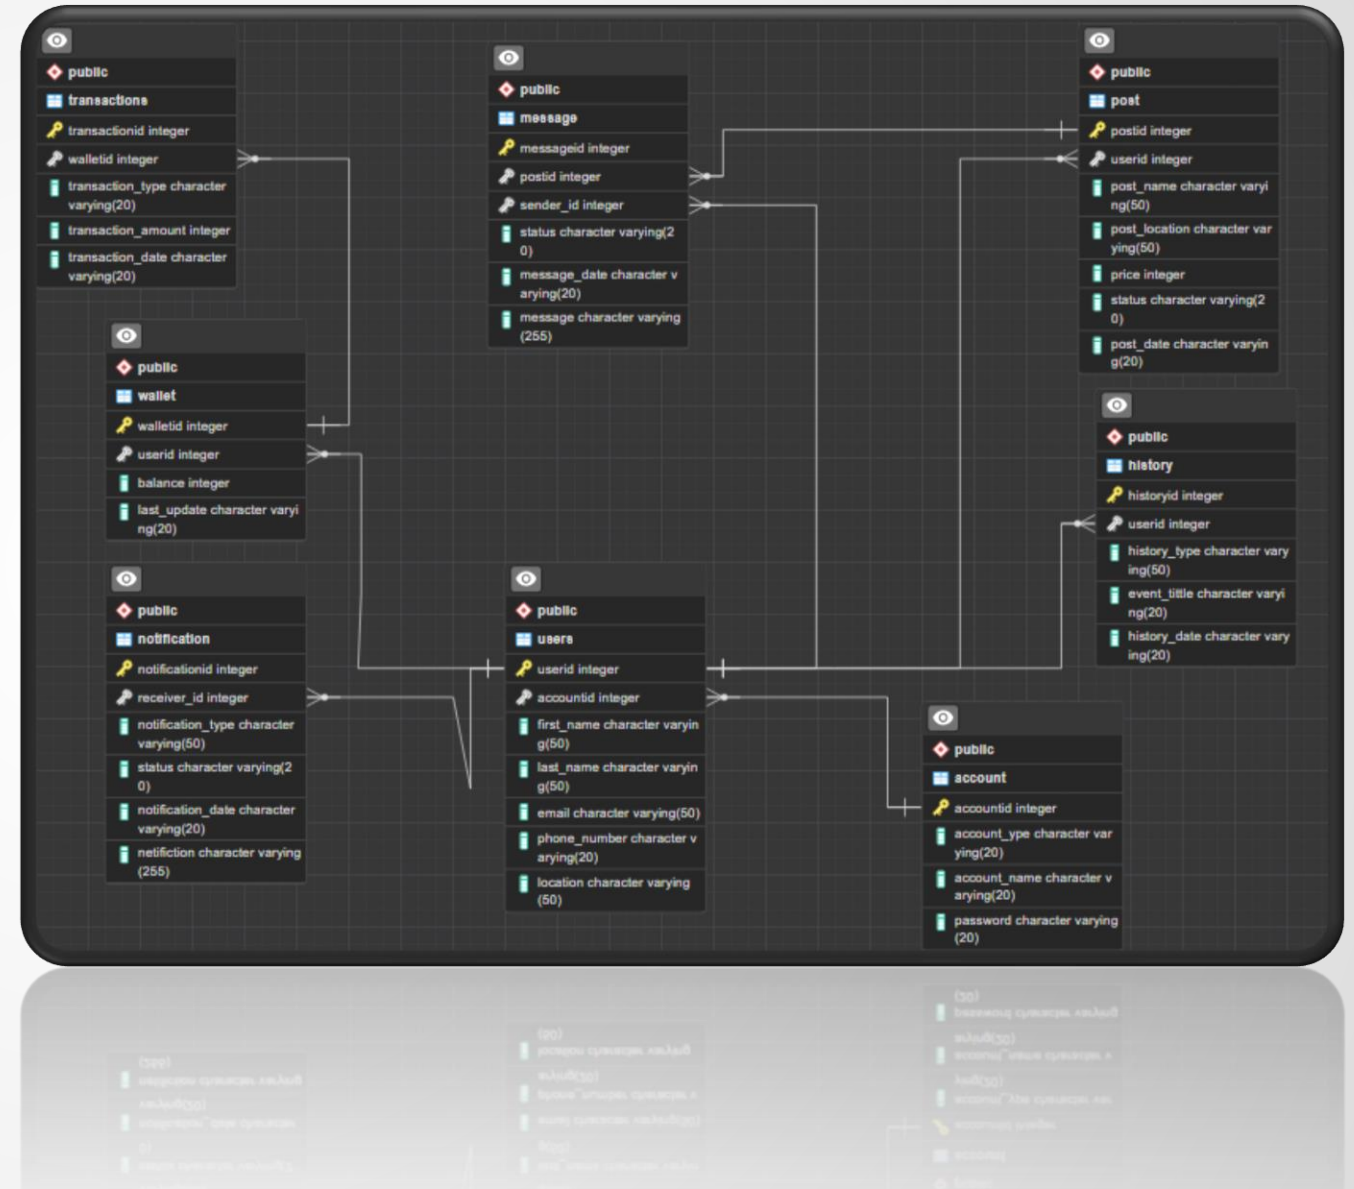 public
transactions
transactionid integer
walletid integer
transaction_type character
varying(20)
transaction_amount integer
transaction_date character
varying(20)
public
message
messageid integer
postid integer
sender_id integer
status character varying(2
0)
message_date character v
arying(20)
message character varying
(255)
public
post
postid integer
userid integer
post_name character varyi
ng(50)
post_location character var
ying(50)
price integer
status character varying(2
0)
post_date character varyin
g(20)
public
wallet
walletid integer
userid integer
balance integer
last_update character varyi
ng(20)
public
history
historyid integer
userid integer
history_type character vary
ing(50)
event_tittle character varyi
ng(20)
history_date character vary
ing(20)
public
notification
notificationid integer
receiver_id integer
notification_type character
varying(50)
status character varying(2
0)
notification_date character
varying(20)
netifiction character varying
(255)
public
users
userid integer
accountid integer
first_name character varyin
g(50)
last_name character varyin
g(50)
email character varying(50)
phone_number character v
arying(20)
location character varying
(50)
public
account
accountid integer
account_ype character var
ying(20)
account_name character v
arying(20)
password character varying
(20)